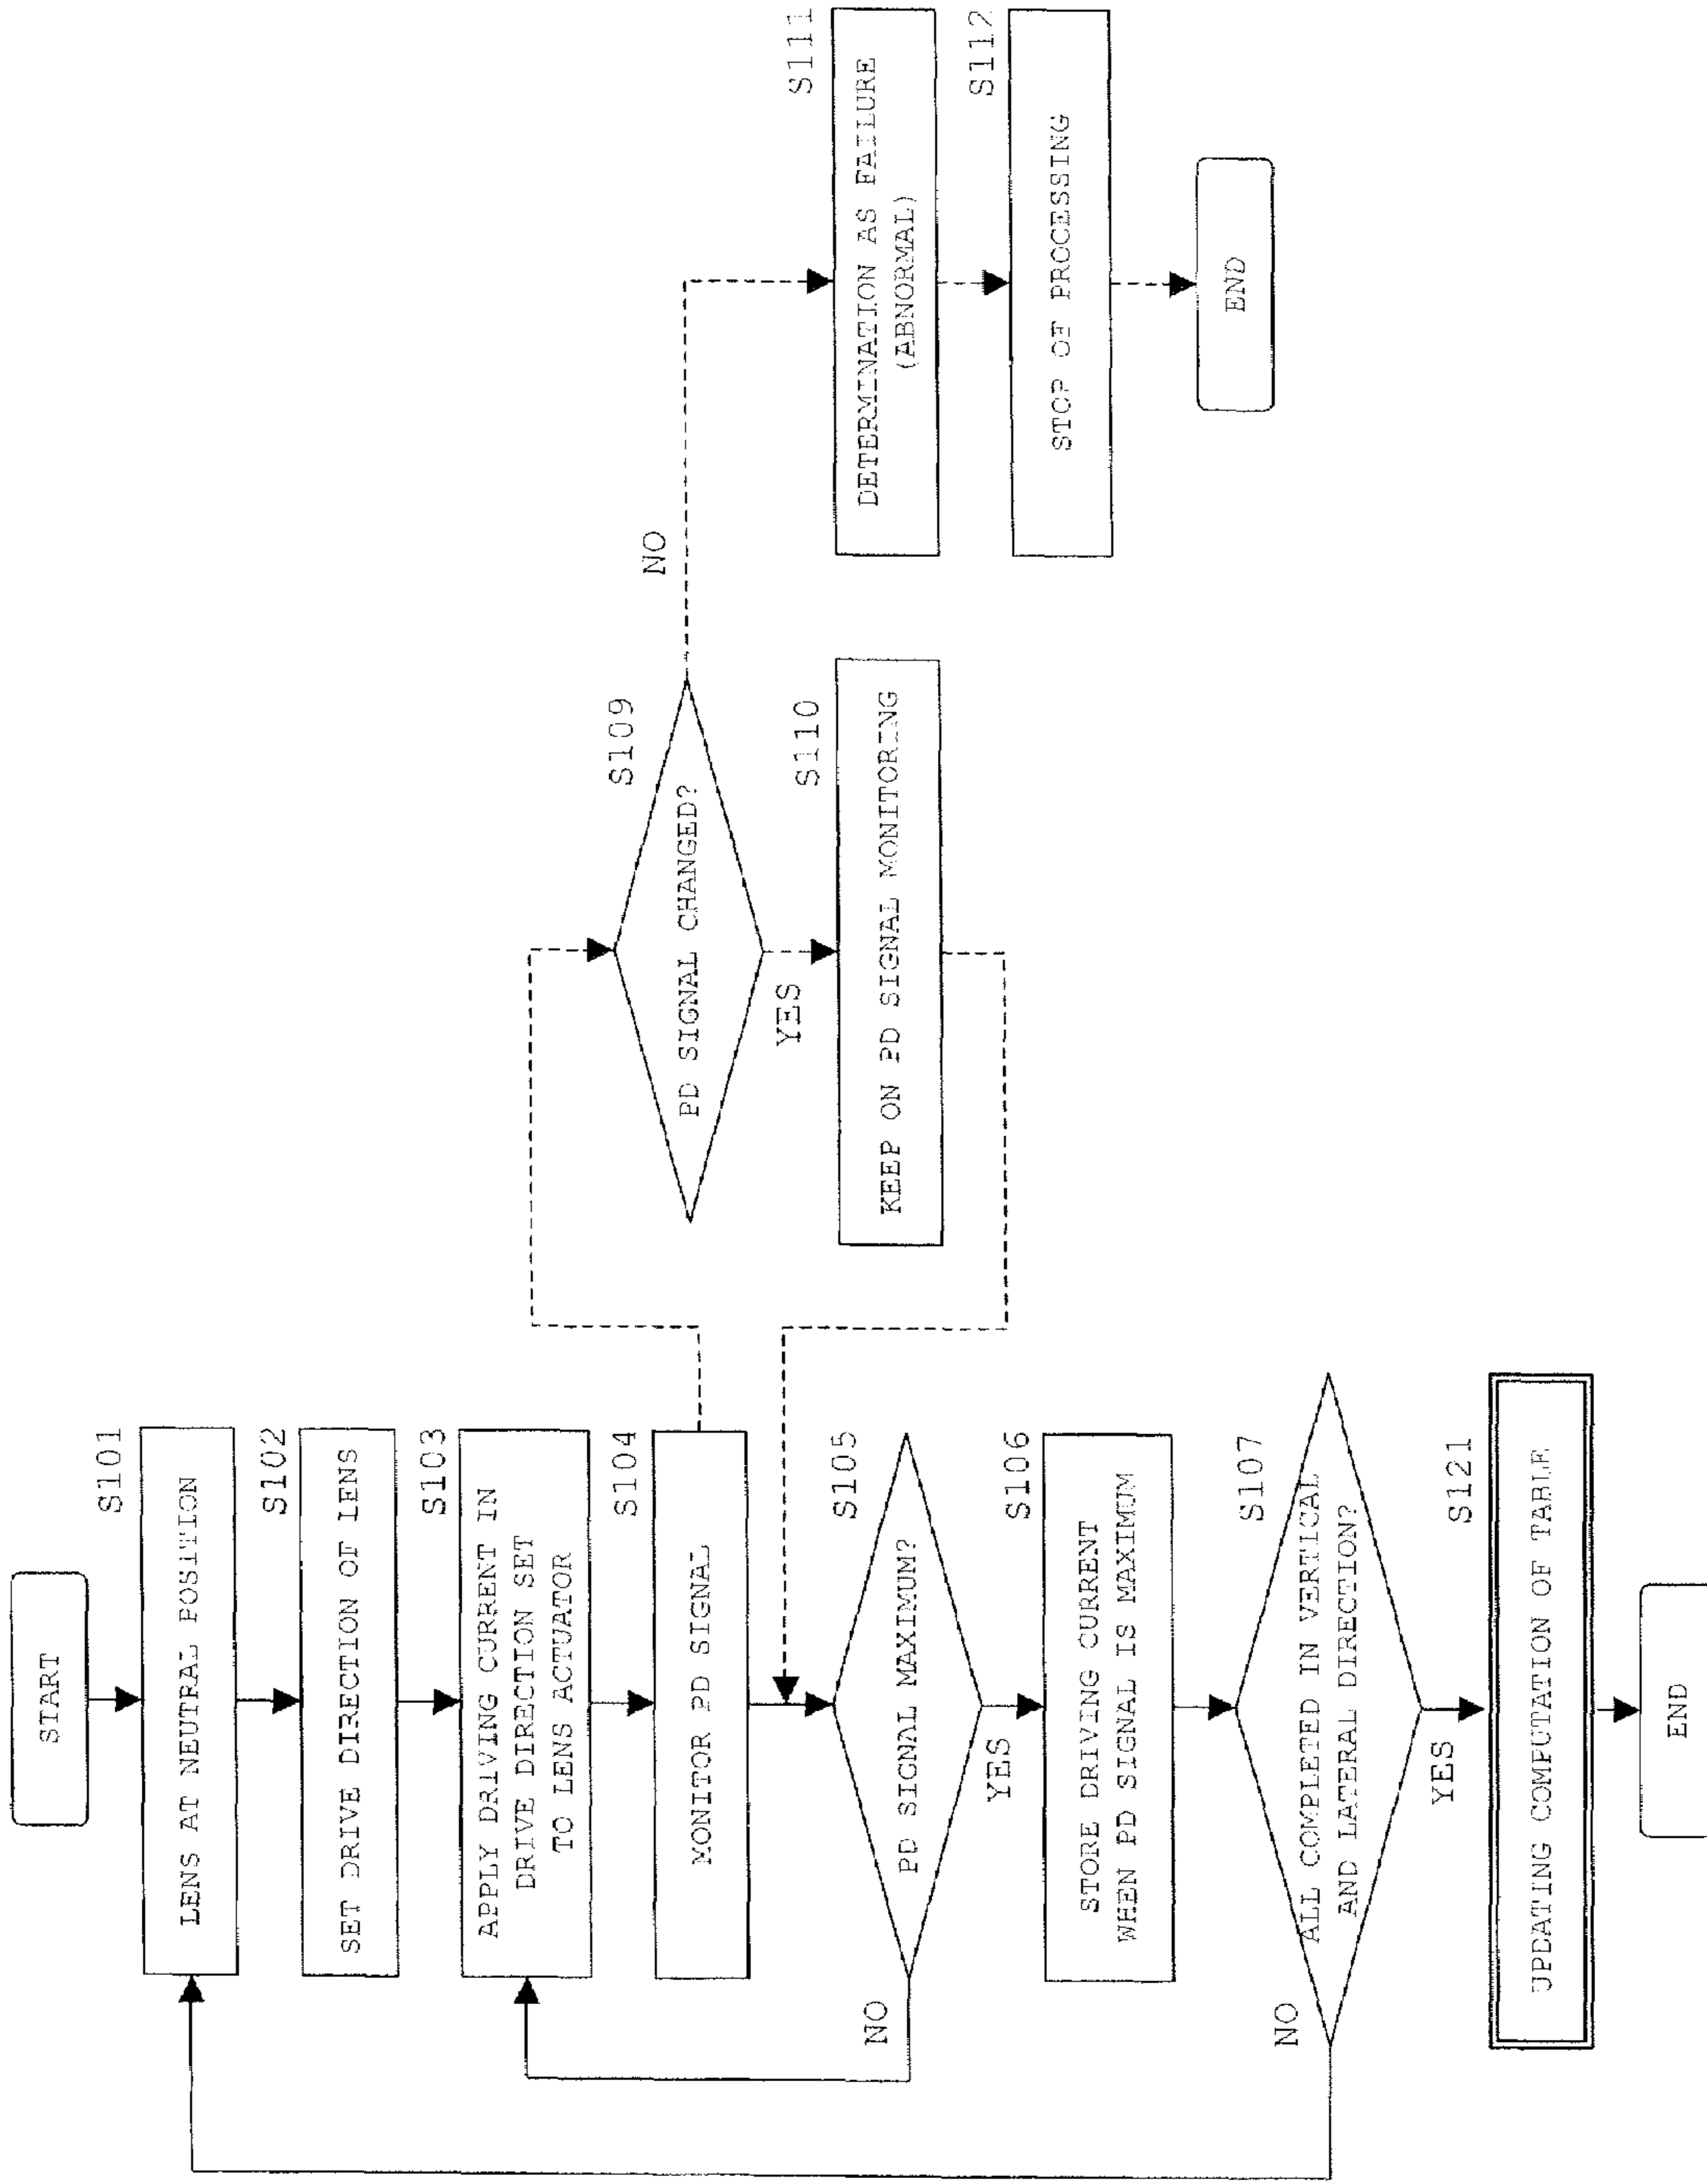 START
S101
LENS AT NEUTRAL POSITION
S102
SET DRIVE DIRECTION OF LENS
S103
APPLY DRIVING CURRENT IN
DRIVE DIRECTION SET
TO LENS ACTUATOR
S104
MONITOR PD SIGNAL
S105
PD SIGNAL MAXIMUM?
NO
YES
S106
STORE DRIVING CURRENT
WHEN PD SIGNAL IS MAXIMUM
S107
ALL COMPLETED IN VERTICAL
AND LATERAL DIRECTION?
NO
YES
S121
UPDATING COMPUTATION OF TABLE
END
S109
PD SIGNAL CHANGED?
NO
YES
S110
KEEP ON PD SIGNAL MONITORING
S111
DETERMINATION AS FAILURE
(ABNORMAL)
S112
STOP OF PROCESSING
END